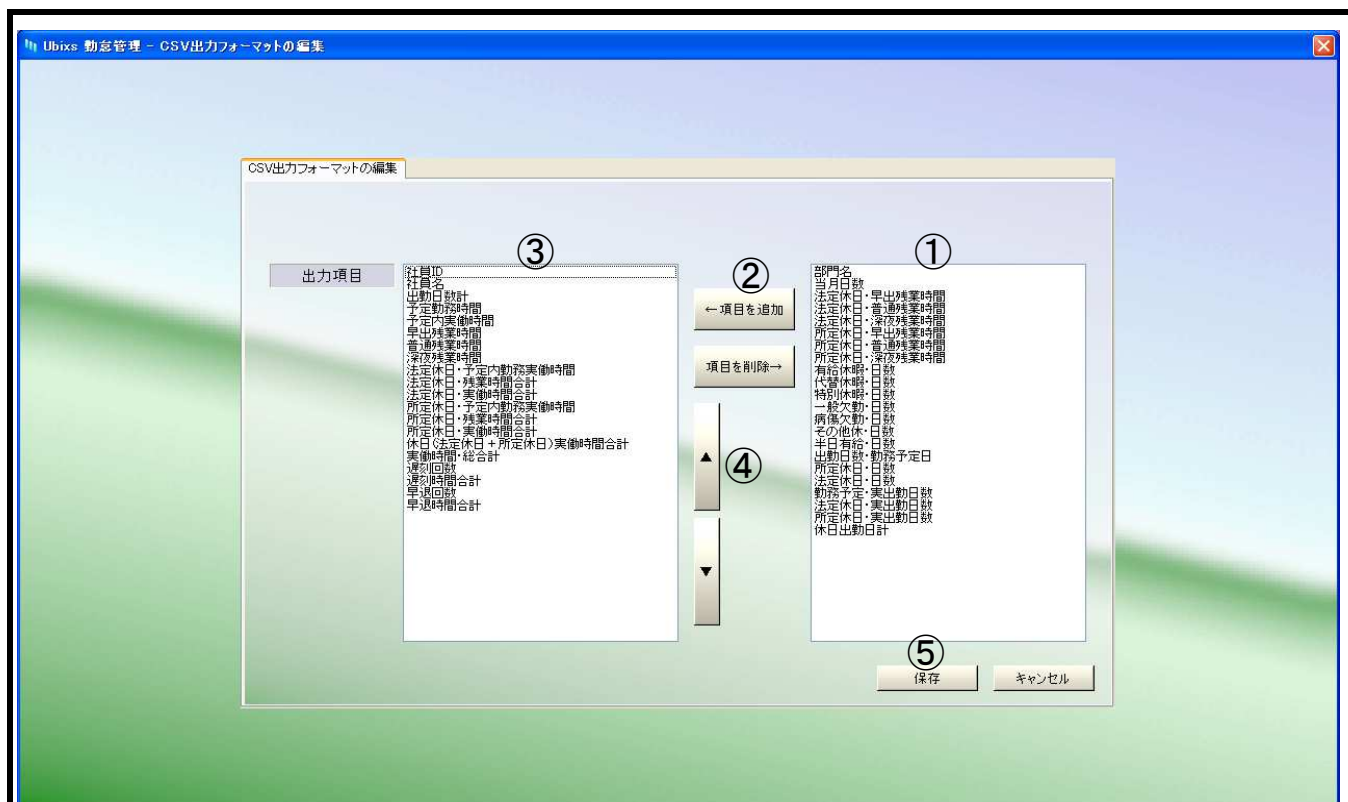 Ubixs 勤怠管理 - CSV出力フォーマットの編集
CSV出力フォーマットの編集
出力項目
③
社員ID
社員名
出勤日数計
予定勤務時間
予定内実働時間
早出残業時間
普通残業時間
深夜残業時間
法定休日・予定内勤務実働時間
法定休日・残業時間合計
法定休日・実働時間合計
所定休日・予定内勤務実働時間
所定休日・残業時間合計
所定休日・実働時間合計
休日(法定休日+所定休日)実働時間合計
実働時間・総合計
遅刻回数
遅刻時間合計
早退回数
早退時間合計
②
←項目を追加
項目を削除→
▲
④
▼
①
部門名
当月日数
法定休日・早出残業時間
法定休日・普通残業時間
法定休日・深夜残業時間
所定休日・早出残業時間
所定休日・普通残業時間
所定休日・深夜残業時間
有給休暇・日数
代替休暇・日数
特別休暇・日数
一般欠勤・日数
病傷欠勤・日数
その他休・日数
半日有給・日数
出勤日数・勤務予定日
所定休日・日数
法定休日・日数
勤務予定・実出勤日数
法定休日・実出勤日数
所定休日・実出勤日数
休日出勤日計
⑤
保存
キャンセル